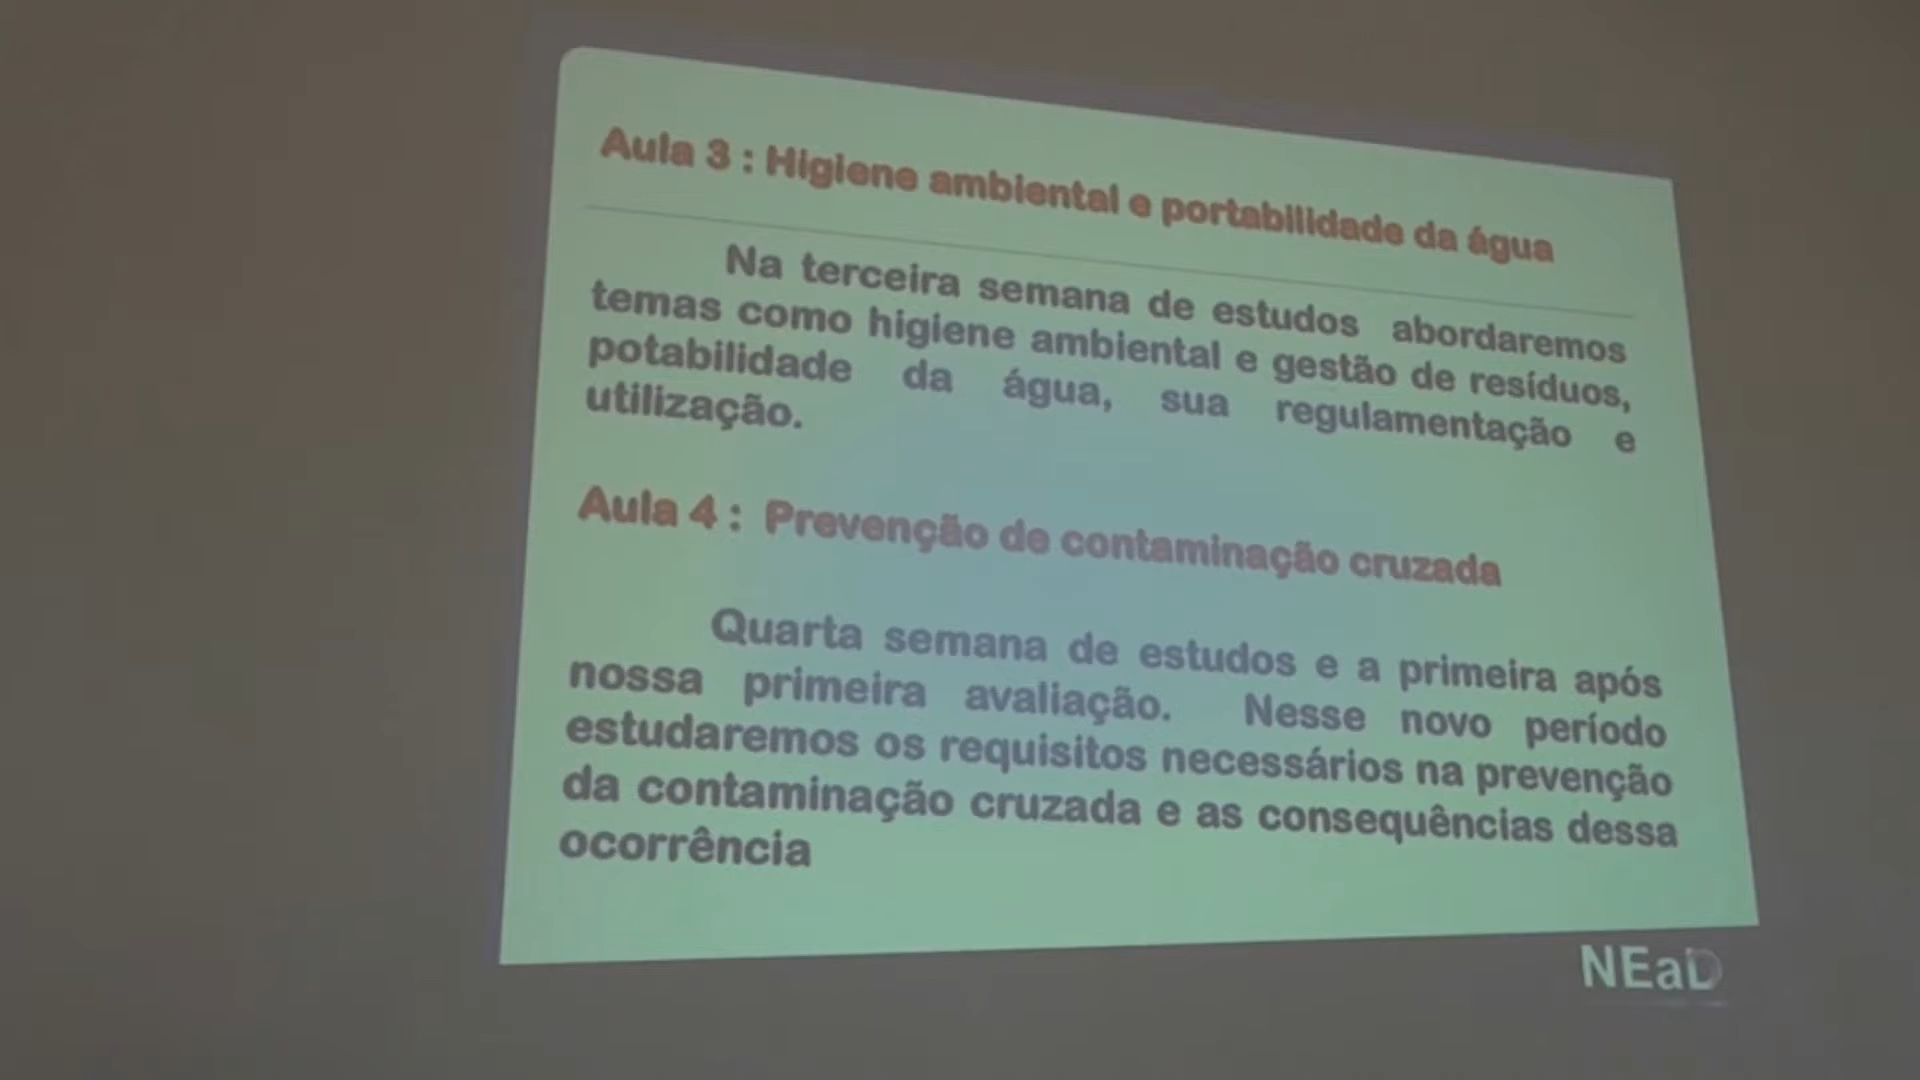 Aula 3 : Higiene ambiental e portabilidade da água
Na terceira semana de estudos abordaremos
temas como higiene ambiental e gestão de resíduos,
potabilidade da água, sua regulamentação e
utilização.
Aula 4 : Prevenção de contaminação cruzada
Quarta semana de estudos e a primeira após
nossa primeira avaliação. Nesse novo período
estudaremos os requisitos necessários na prevenção
da contaminação cruzada e as consequências dessa
ocorrência
NEaD